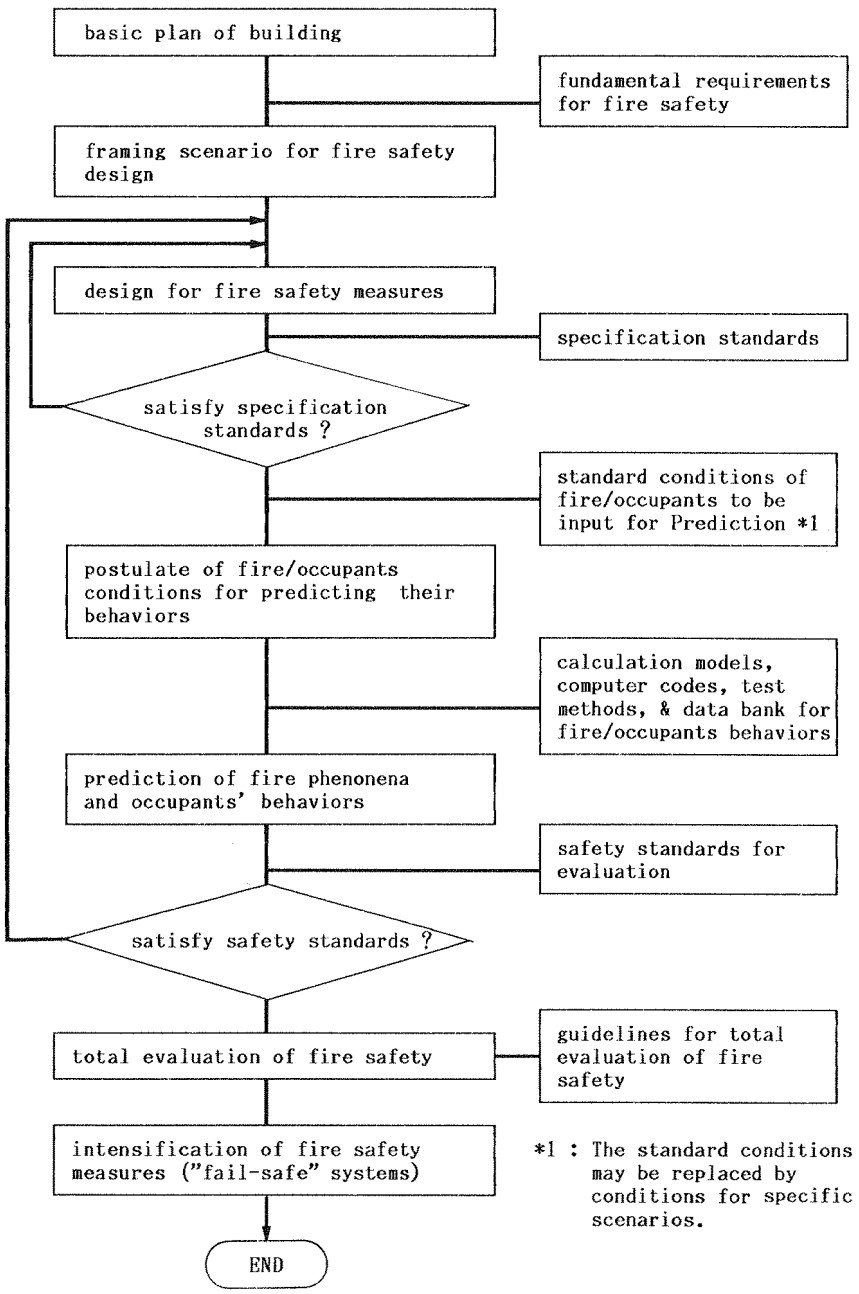 basic plan of building
fundamental requirements
for fire safety
framing scenario for fire safety
design
design for fire safety measures
specification standards
satisfy specification
standards ?
standard conditions of
fire/occupants to be
input for Prediction *1
postulate of fire/occupants
conditions for predicting their
behaviors
calculation models,
computer codes, test
methods, & data bank for
fire/occupants behaviors
prediction of fire phenonena
and occupants' behaviors
safety standards for
evaluation
satisfy safety standards ?
total evaluation of fire safety
guidelines for total
evaluation of fire
safety
intensification of fire safety
measures ("fail-safe" systems)
*1 : The standard conditions
may be replaced by
conditions for specific
scenarios.
END